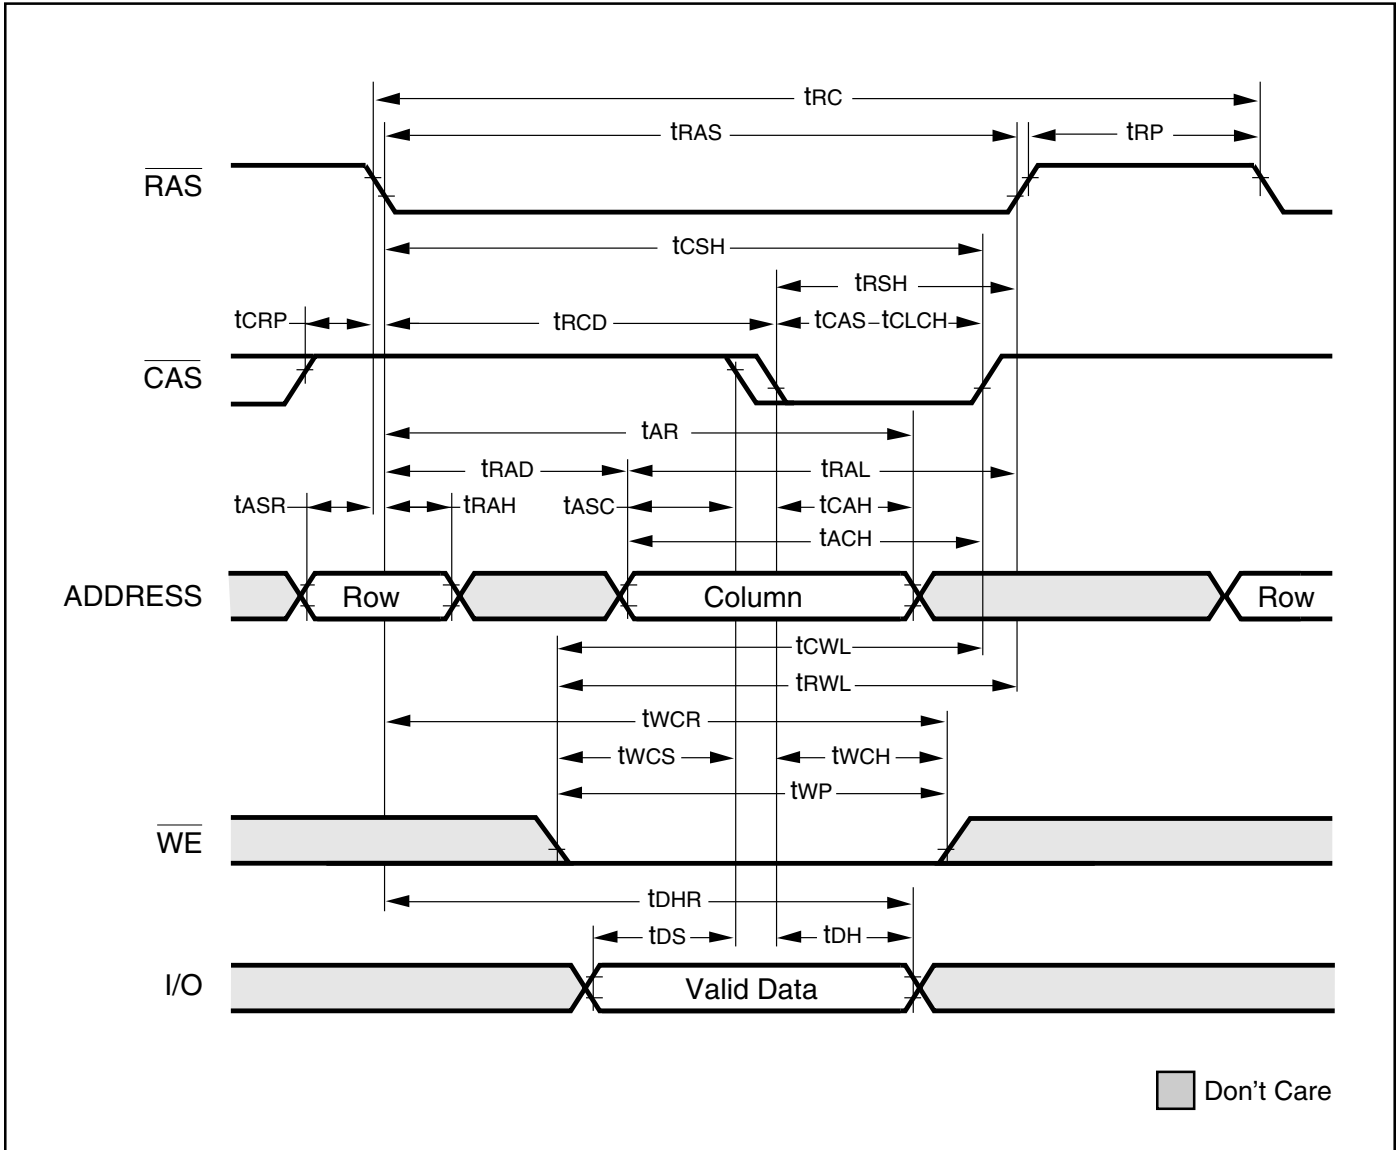 tRC
tRAS
tRP
RAS
tCSH
tRSH
tCRP
tRCD
tCAS
tCLCH
CAS
tAR
tRAD
tRAL
tASR
tRAH
tASC
tCAH
tACH
ADDRESS
Row
Column
Row
tCWL
tRWL
tWCR
tWCS
tWCH
tWP
WE
tDHR
tDS
tDH
I/O
Valid Data
Don't Care